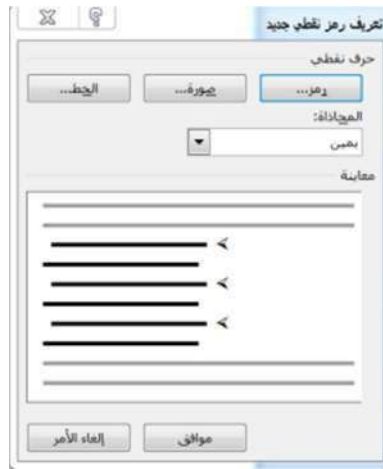 تعريف رمز نقطي جديد
حرف نقطي
رمز... صورة... الخط...
المحاذاة:
يمين
معاينة
موافق إلغاء الأمر